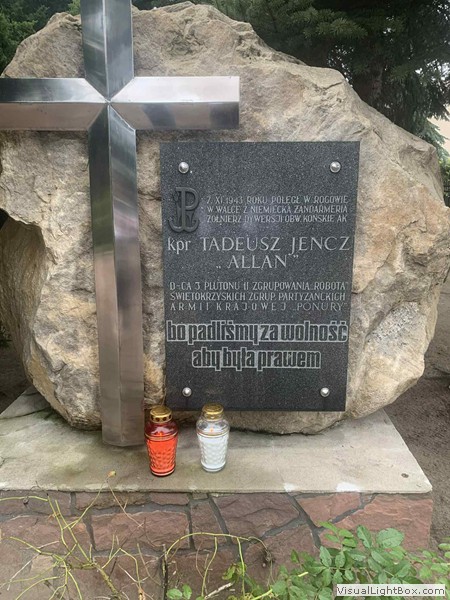 7.XI.1943 ROKU POLEGŁ W ROGOWIE
W WALCE Z NIEMIECKĄ ŻANDARMERIĄ
ŻOŁNIERZ DYWERSJI OBW. KOŃSKIE AK
kpr TADEUSZ JENCZ
„ALLAN”
D-CA 3 PLUTONU II ZGRUPOWANIA „ROBOTA”
ŚWIĘTOKRZYSKICH ZGRUP. PARTYZANCKICH
ARMII KRAJOWEJ „PONURY”
bo padliśmy za wolność
aby była prawem
VisualLightBox.com